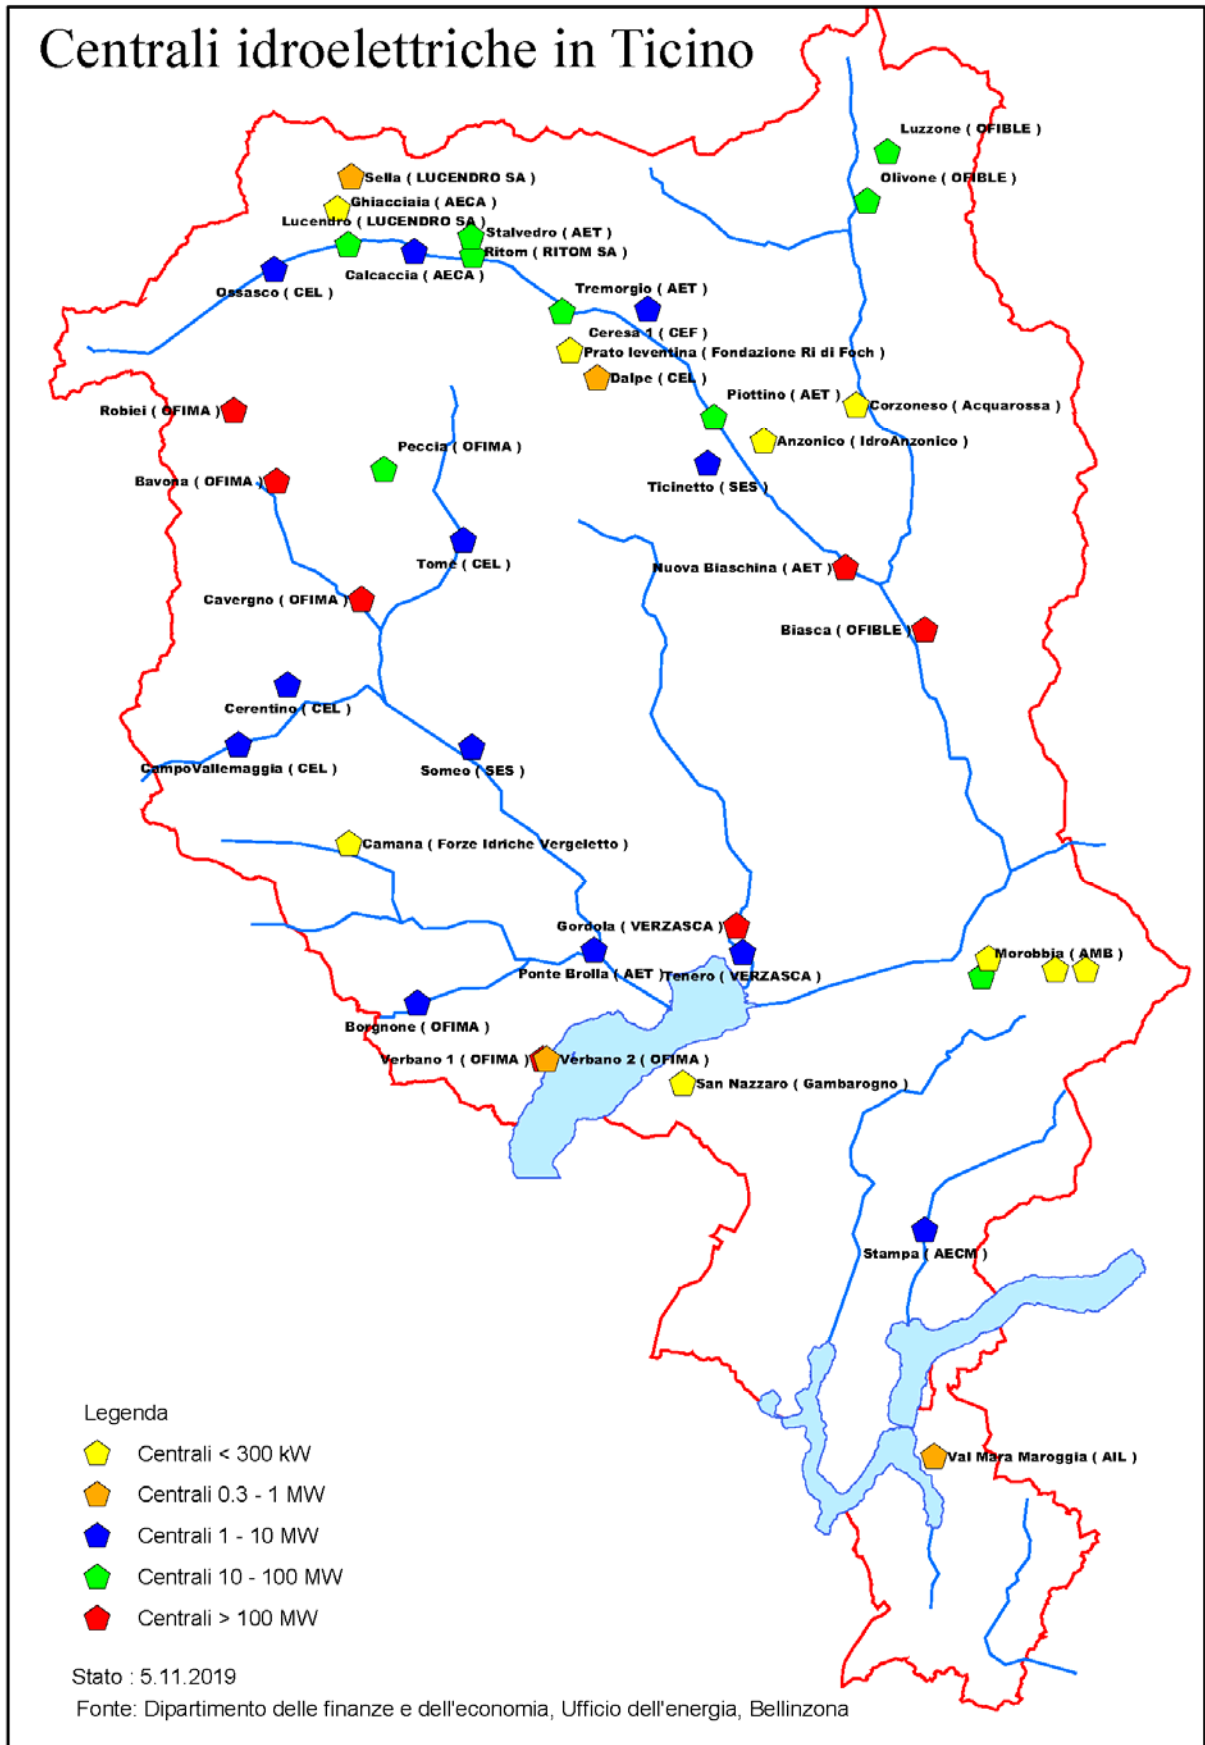 Centrali idroelettriche in Ticino
Luzzone ( OFIBLE )
Olivone ( OFIBLE )
Sella ( LUCENDRO SA )
Ghiacciaia ( AECA )
Lucendro ( LUCENDRO SA )
Stalvedro ( AET )
Ritom ( RITOM SA )
Calcaccia ( AECA )
Ossasco ( CEL )
Tremorgio ( AET )
Ceresa 1 ( CEF )
Prato leventina ( Fondazione Ri di Foch )
Dalpe ( CEL )
Piottino ( AET )
Corzoneso ( Acquarossa )
Robiei ( OFIMA )
Peccia ( OFIMA )
Anzonico ( IdroAnzonico )
Bavona ( OFIMA )
Ticinetto ( SES )
Tomè ( CEL )
Nuova Biaschina ( AET )
Cavergno ( OFIMA )
Biasca ( OFIBLE )
Cerentino ( CEL )
CampoVallemaggia ( CEL )
Someo ( SES )
Camana ( Forze Idriche Vergeletto )
Gordola ( VERZASCA )
Morobbia ( AMB )
Ponte Brolla ( AET )
Tenero ( VERZASCA )
Borgnone ( OFIMA )
Verbano 1 ( OFIMA )
Verbano 2 ( OFIMA )
San Nazzaro ( Gambarogno )
Stampa ( AECM )
Val Mara Maroggia ( AIL )
Legenda
Centrali < 300 kW
Centrali 0.3 - 1 MW
Centrali 1 - 10 MW
Centrali 10 - 100 MW
Centrali > 100 MW
Stato : 5.11.2019
Fonte: Dipartimento delle finanze e dell'economia, Ufficio dell'energia, Bellinzona